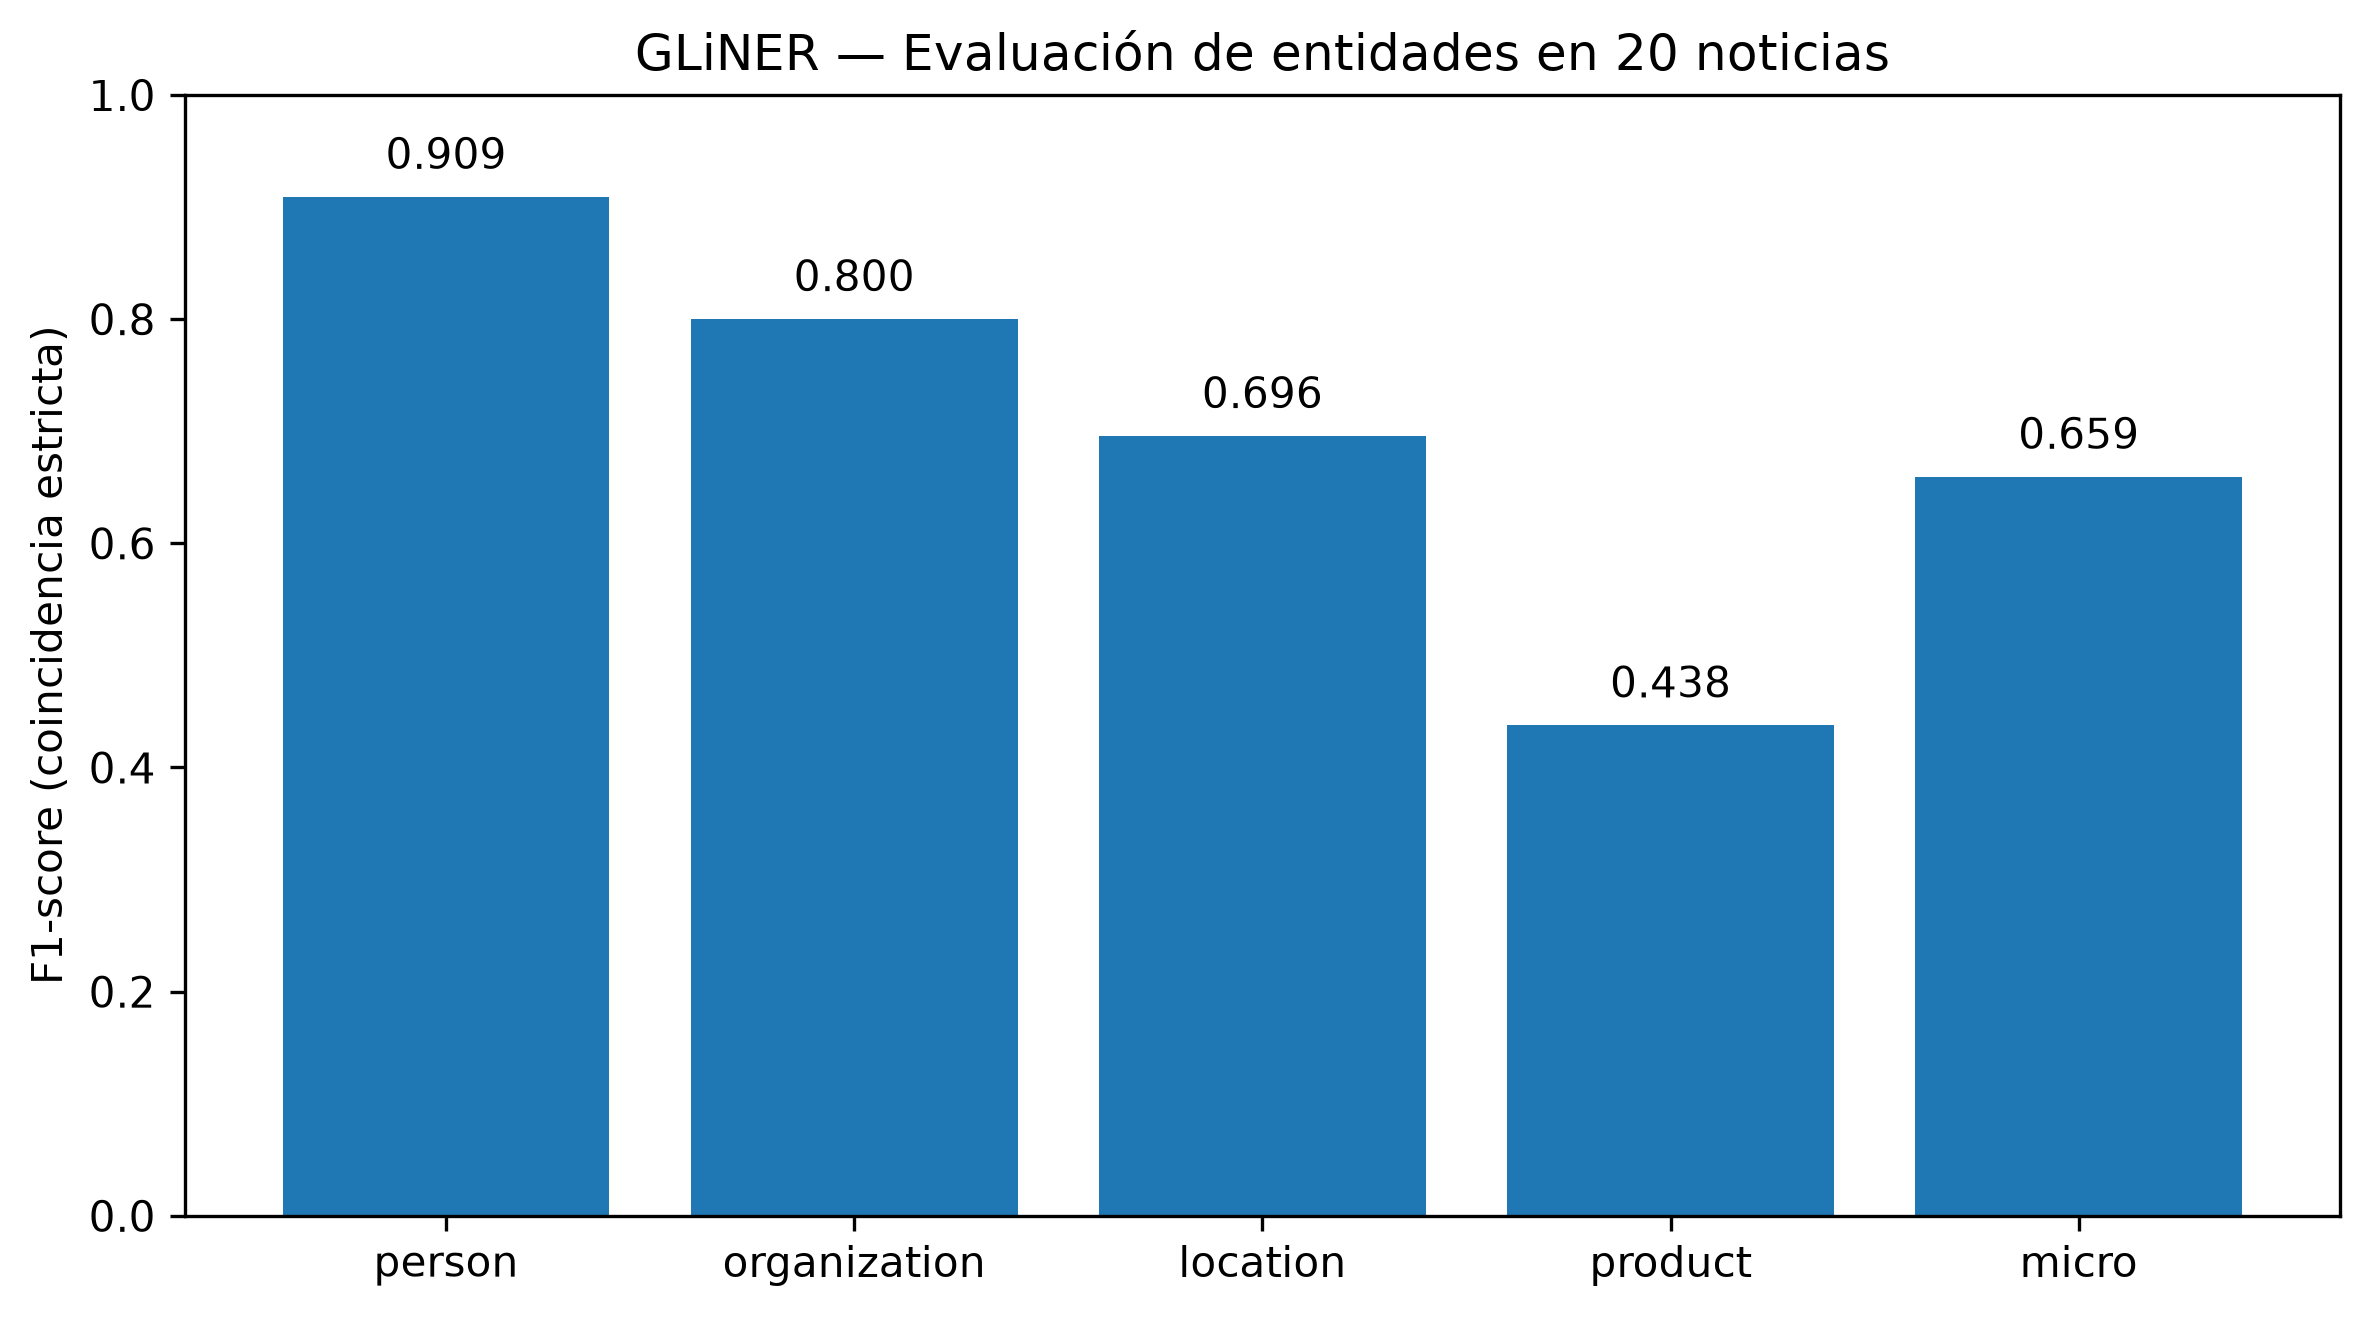 GLiNER — Evaluación de entidades en 20 noticias
F1-score (coincidencia estricta)
1.0
0.8
0.6
0.4
0.2
0.0
0.909
0.800
0.696
0.438
0.659
person
organization
location
product
micro